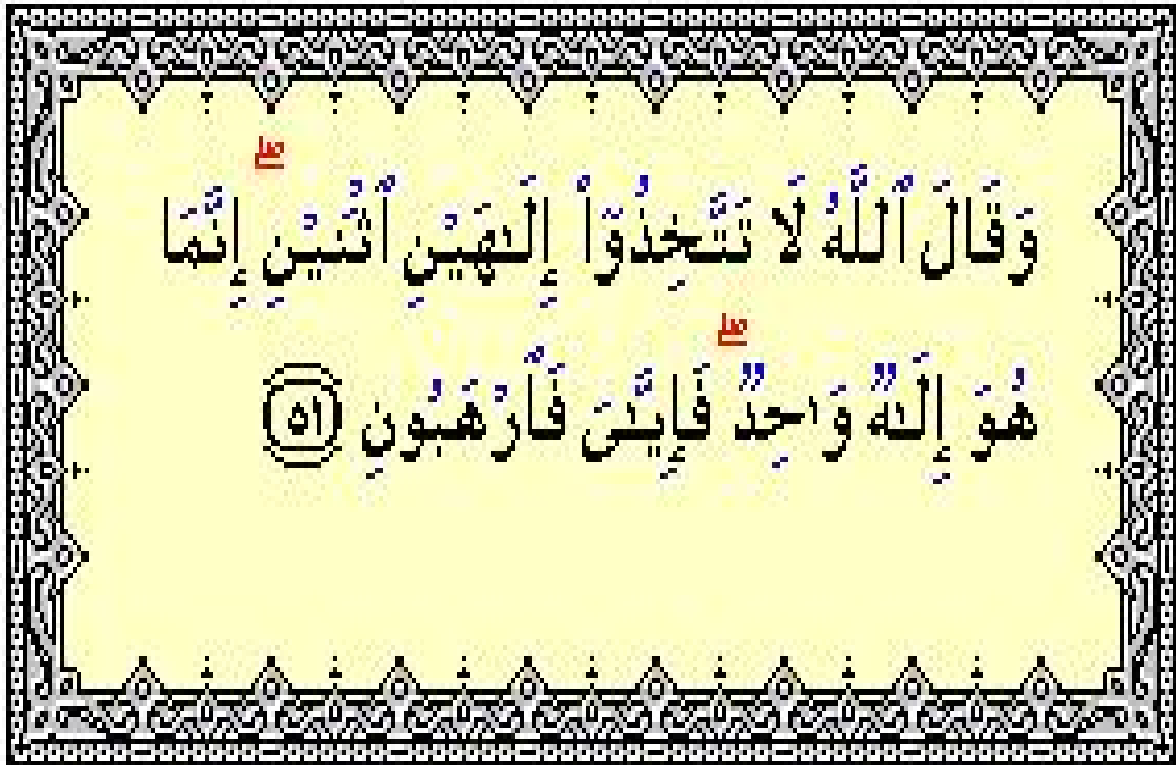 وَقَالَ ٱللَّهُ لَا تَتَّخِذُوٓا۟ إِلَـٰهَيْنِ ٱثْنَيْنِ ۖ إِنَّمَا
هُوَ إِلَـٰهٌ وَٰحِدٌ ۖ فَإِيَّـٰىَ فَٱرْهَبُونِ ٥١